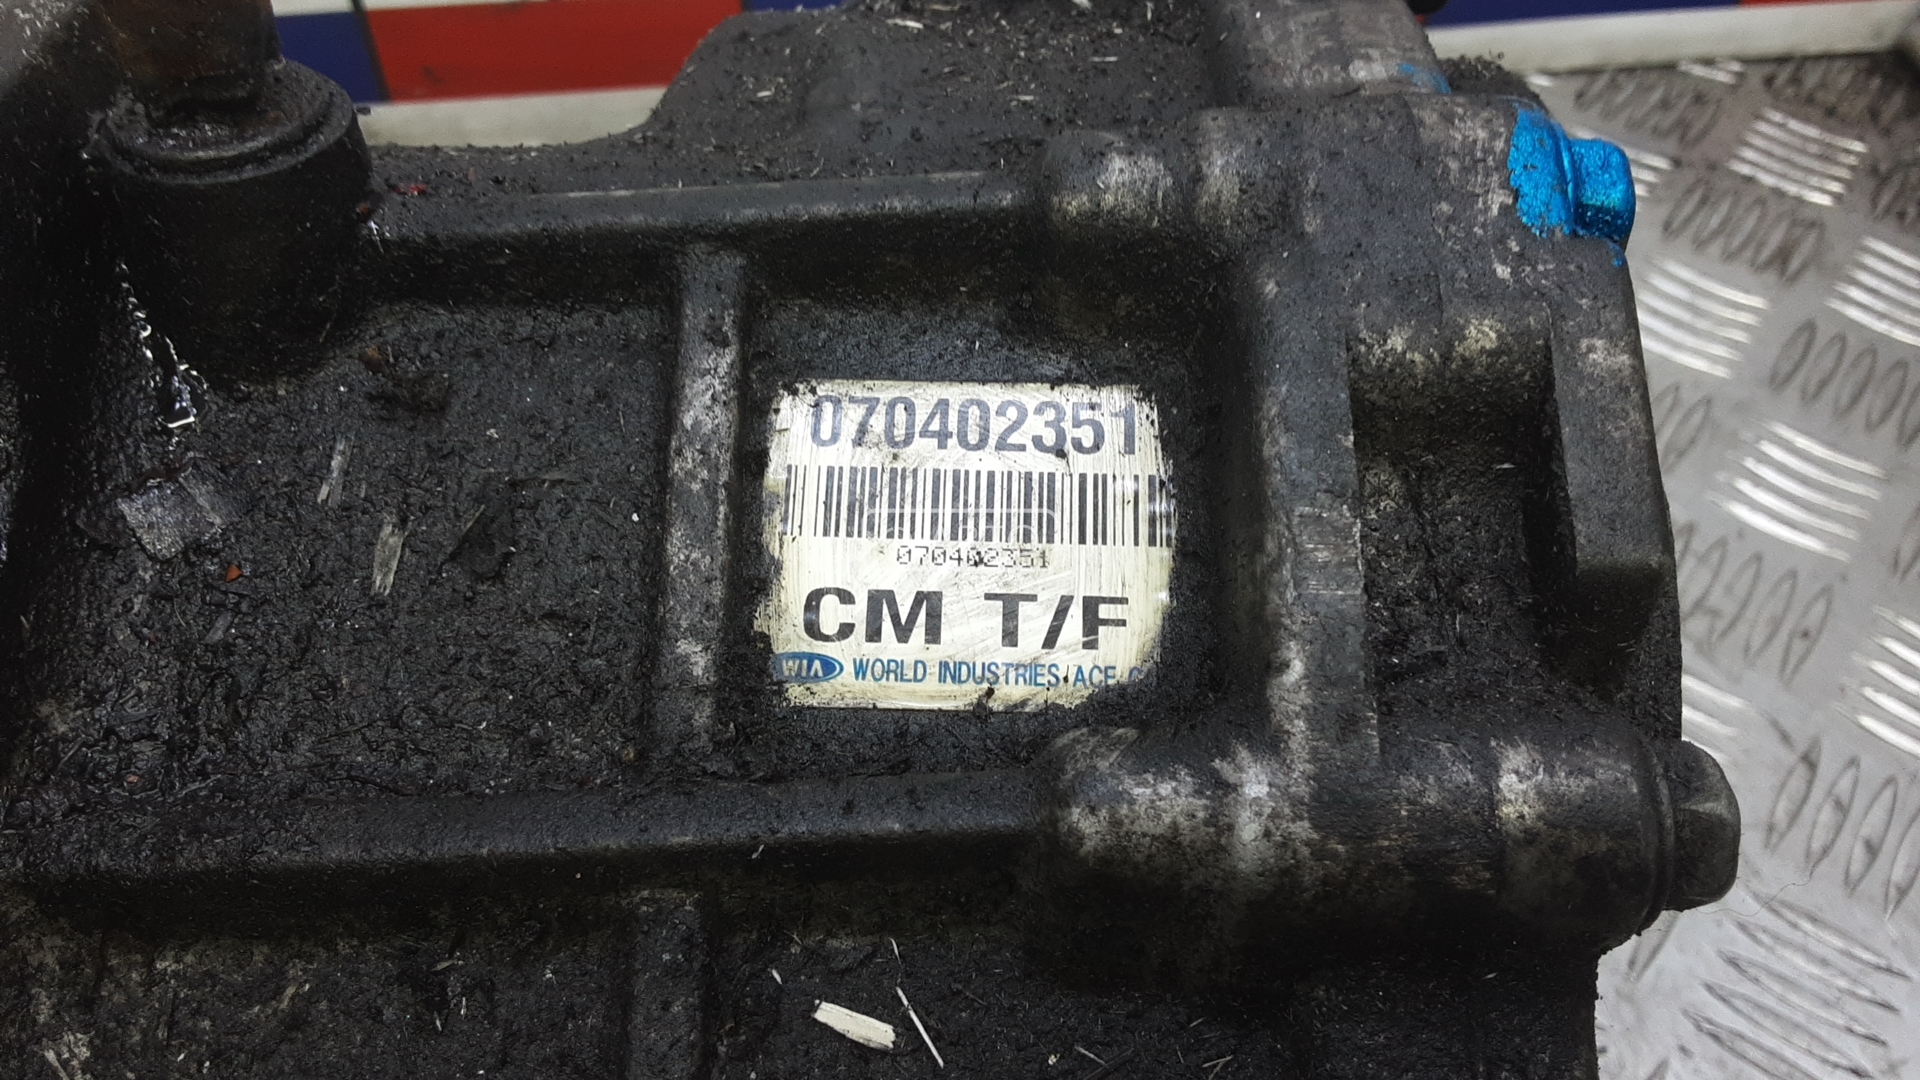 070402351
070402351
CM T/F
WIA WORLD INDUSTRIES ACE